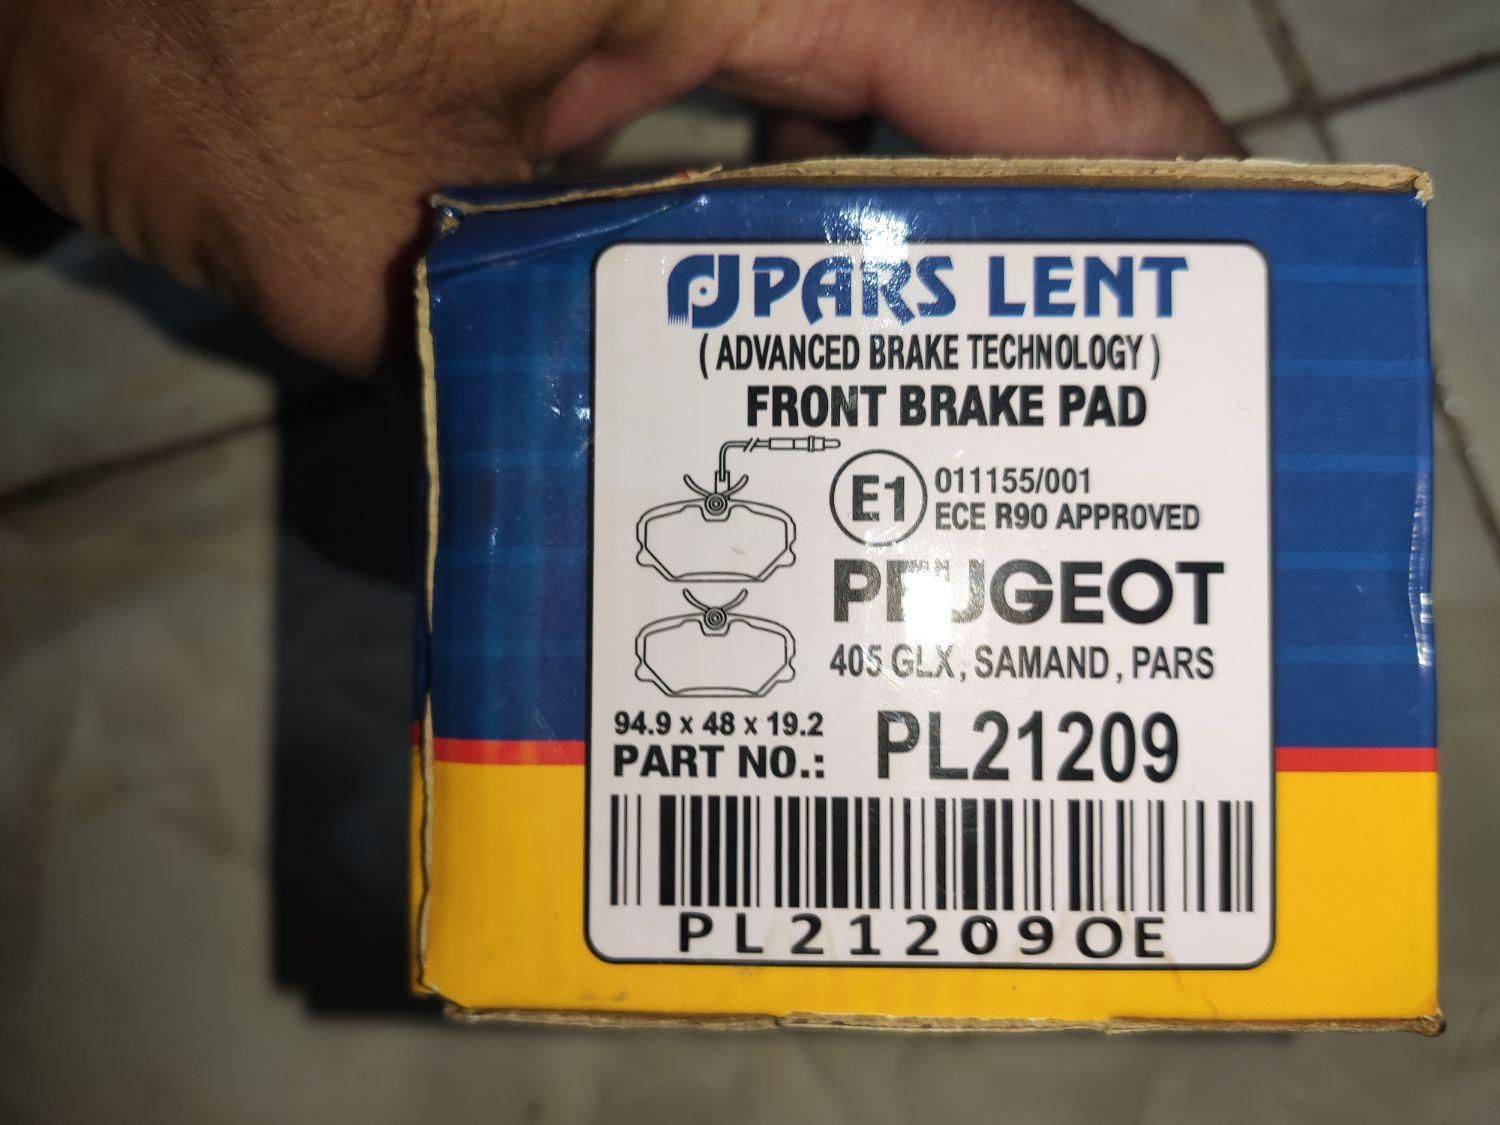 PARS LENT
( ADVANCED BRAKE TECHNOLOGY )
FRONT BRAKE PAD
E1
011155/001
ECE R90 APPROVED
PEUGEOT
405 GLX, SAMAND, PARS
94.9 x 48 x 19.2
PART NO.: PL21209
PL21209OE